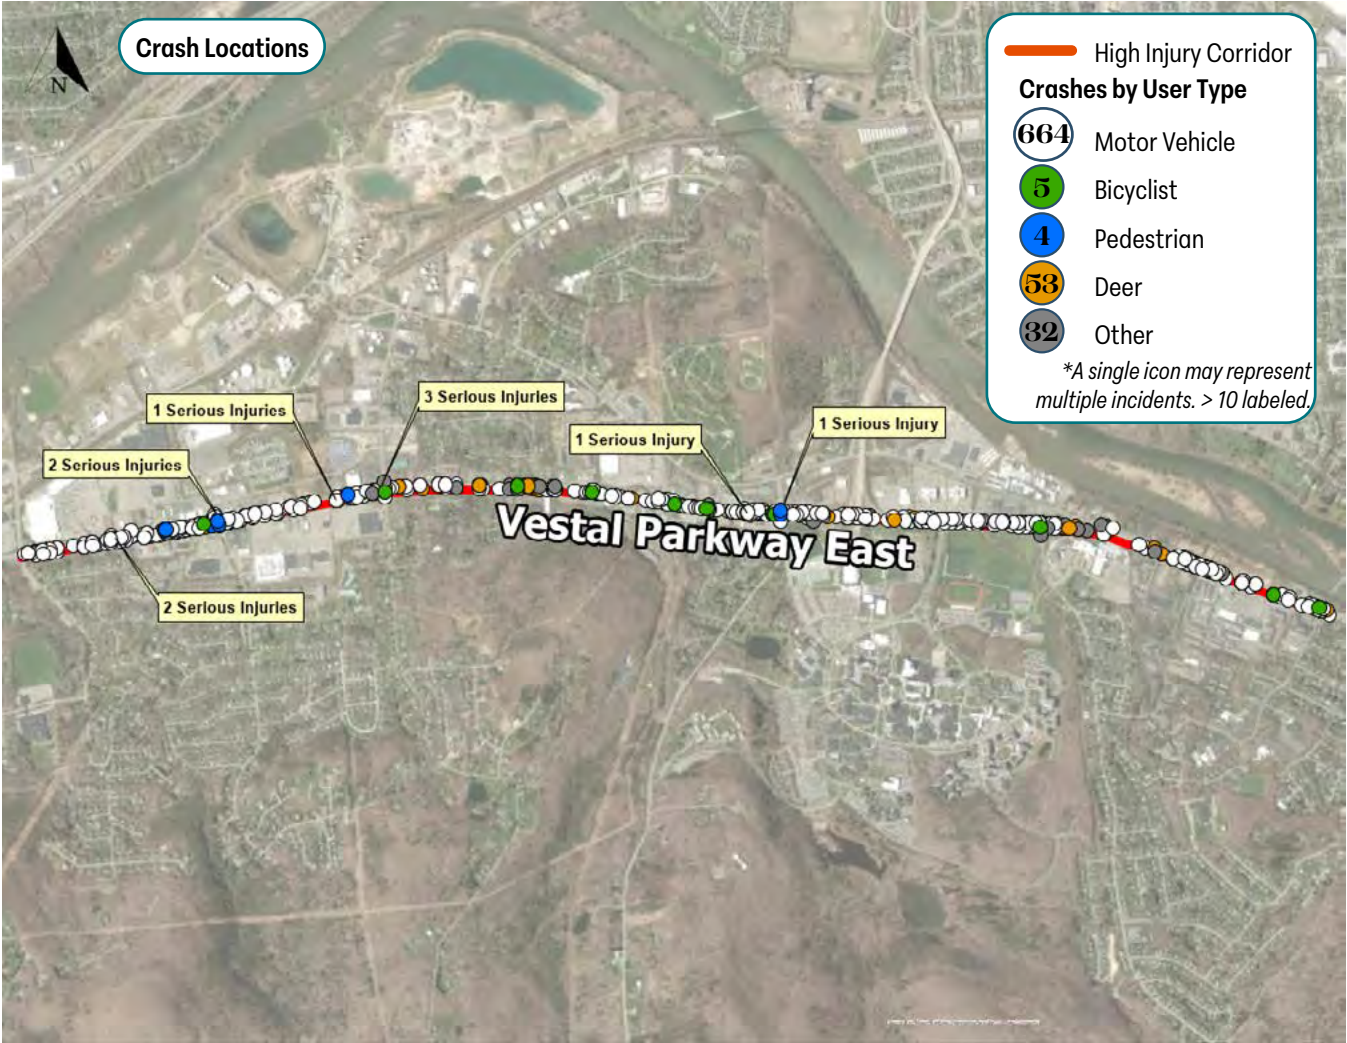 Crash Locations
N
High Injury Corridor
Crashes by User Type
664 Motor Vehicle
5 Bicyclist
4 Pedestrian
53 Deer
32 Other
*A single icon may represent
multiple incidents. > 10 labeled.
1 Serious Injuries
3 Serious Injuries
1 Serious Injury
1 Serious Injury
2 Serious Injuries
Vestal Parkway East
2 Serious Injuries